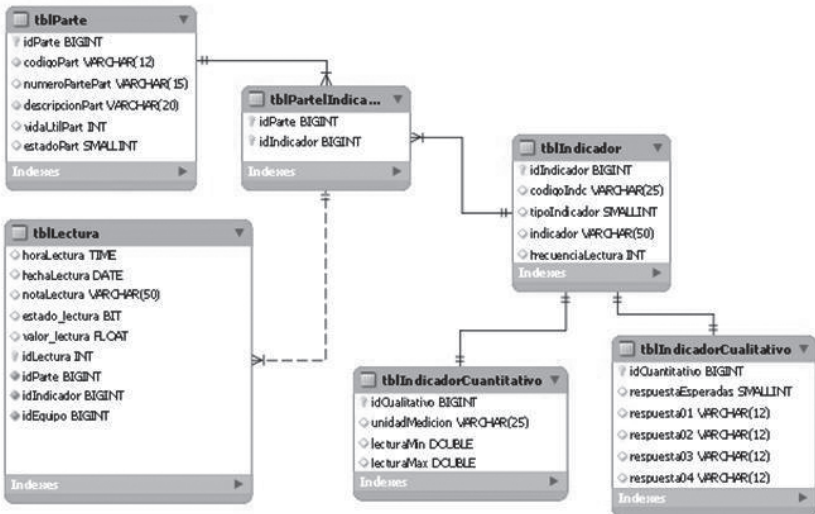 tblParte
idParte BIGINT
codigoPart VARCHAR(12)
numeroPartePart VARCHAR(15)
descripcionPart VARCHAR(20)
vidaUtilPart INT
estadoPart SMALLINT
Indexes
tblParteIndica...
idParte BIGINT
idIndicador BIGINT
Indexes
tblIndicador
idIndicador BIGINT
codigoIndc VARCHAR(25)
tipoIndicador SMALLINT
indicador VARCHAR(50)
frecuenciaLectura INT
Indexes
tblLectura
horaLectura TIME
fechaLectura DATE
notaLectura VARCHAR(50)
estado_lectura BIT
valor_lectura FLOAT
idLectura INT
idParte BIGINT
idIndicador BIGINT
idEquipo BIGINT
Indexes
tblIndicadorCuantitativo
idCualitativo BIGINT
unidadMedicion VARCHAR(25)
lecturaMin DOUBLE
lecturaMax DOUBLE
Indexes
tblIndicadorCualitativo
idCuantitativo BIGINT
respuestaEsperadas SMALLINT
respuesta01 VARCHAR(12)
respuesta02 VARCHAR(12)
respuesta03 VARCHAR(12)
respuesta04 VARCHAR(12)
Indexes